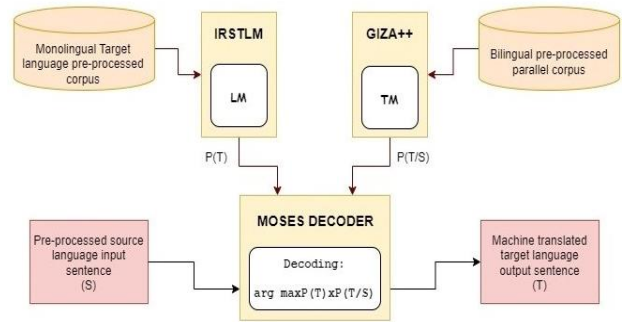 Monolingual Target
language pre-processed
corpus
IRSTLM
LM
GIZA++
TM
Bilingual pre-processed
parallel corpus
P(T)
P(T/S)
Pre-processed source
language input
sentence
(S)
MOSES DECODER
Decoding:
arg maxP(T)xP(T/S)
Machine translated
target language
output sentence
(T)